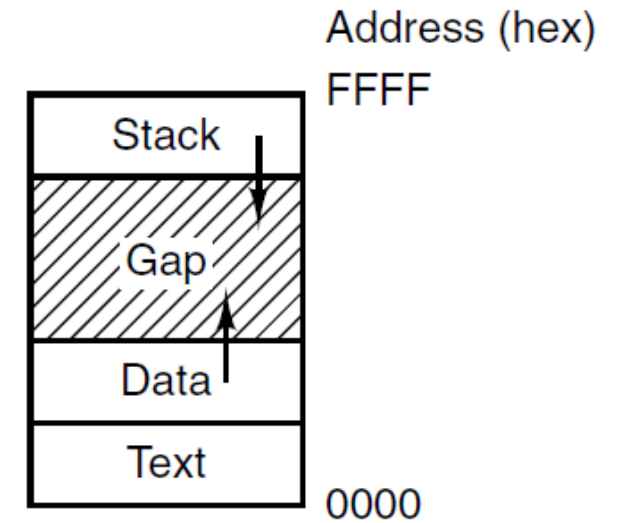 Address (hex)
FFFF
Stack
Gap
Data
Text
0000